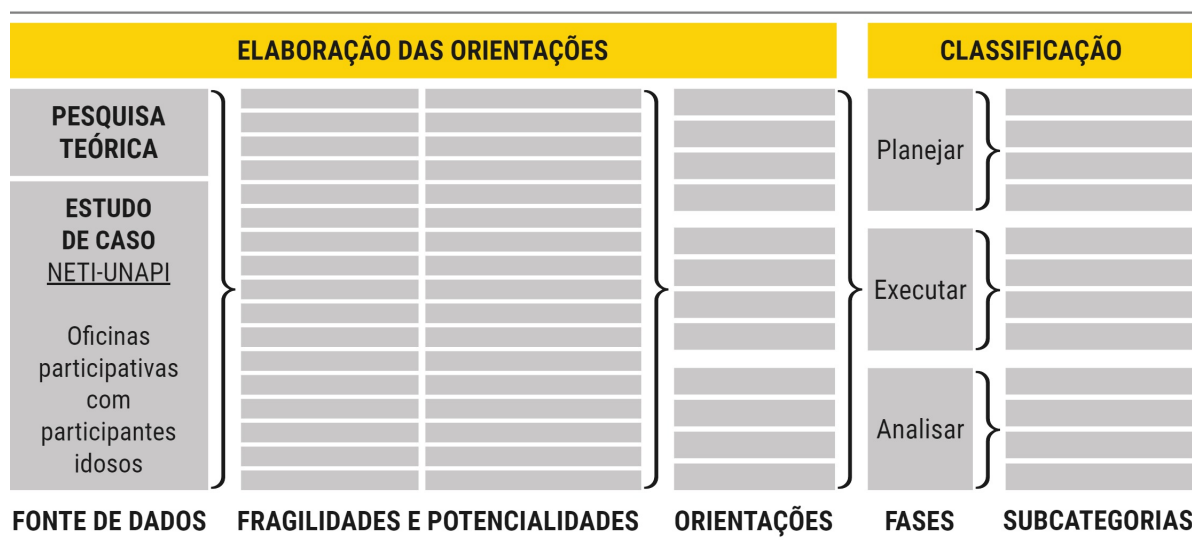 ELABORAÇÃO DAS ORIENTAÇÕES
CLASSIFICAÇÃO
PESQUISA
TEÓRICA
ESTUDO
DE CASO
NETI-UNAPI
Oficinas
participativas
com
participantes
idosos
Planejar
Executar
Analisar
FONTE DE DADOS
FRAGILIDADES E POTENCIALIDADES
ORIENTAÇÕES
FASES
SUBCATEGORIAS